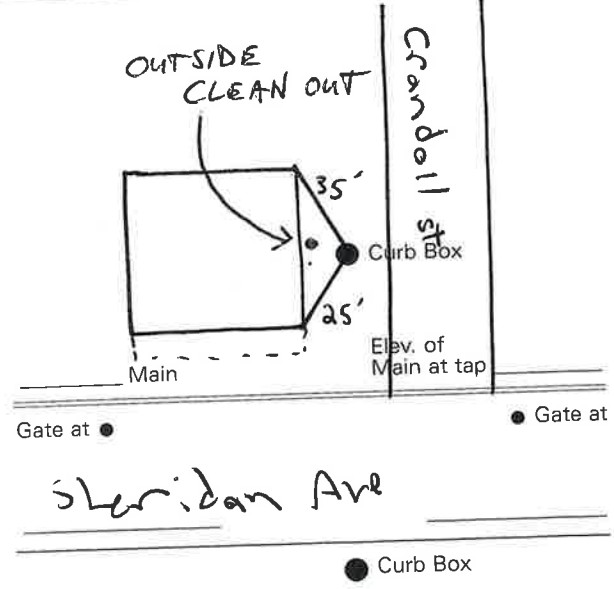 OUTSIDE
CLEAN OUT
Crandall St
35'
Curb Box
25'
Elev. of
Main at tap
Main
Gate at
Gate at
Sheridan Ave
Curb Box